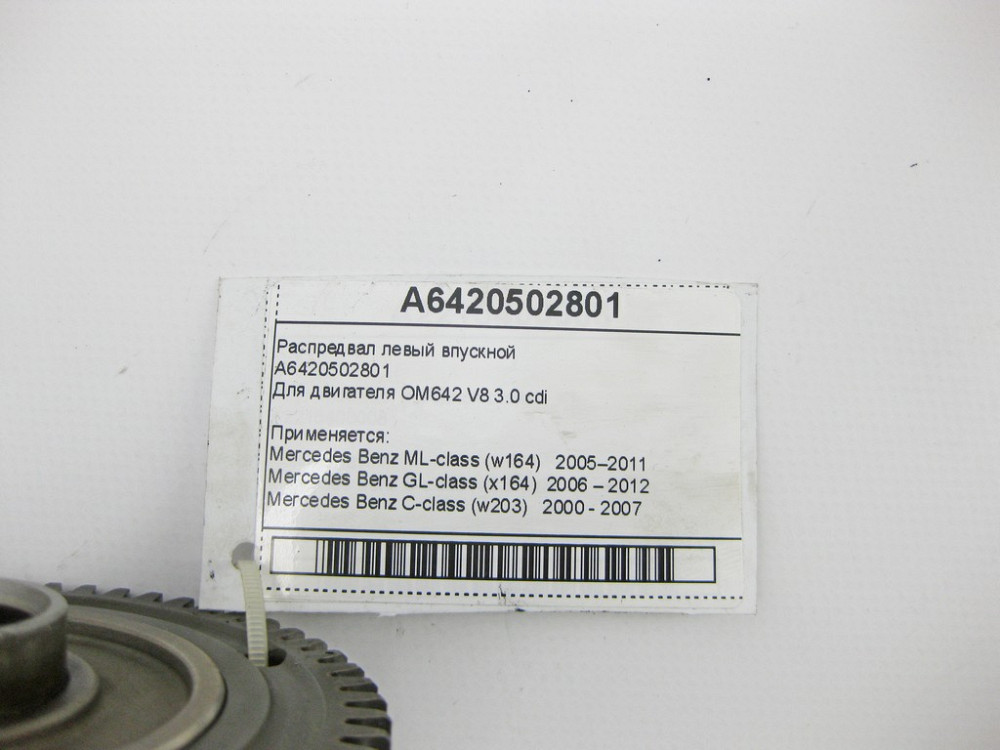 A6420502801
Распредвал левый впускной
A6420502801
Для двигателя OM642 V8 3.0 cdi
Применяется:
Mercedes Benz ML-class (w164) 2005–2011
Mercedes Benz GL-class (x164) 2006 – 2012
Mercedes Benz C-class (w203) 2000 - 2007